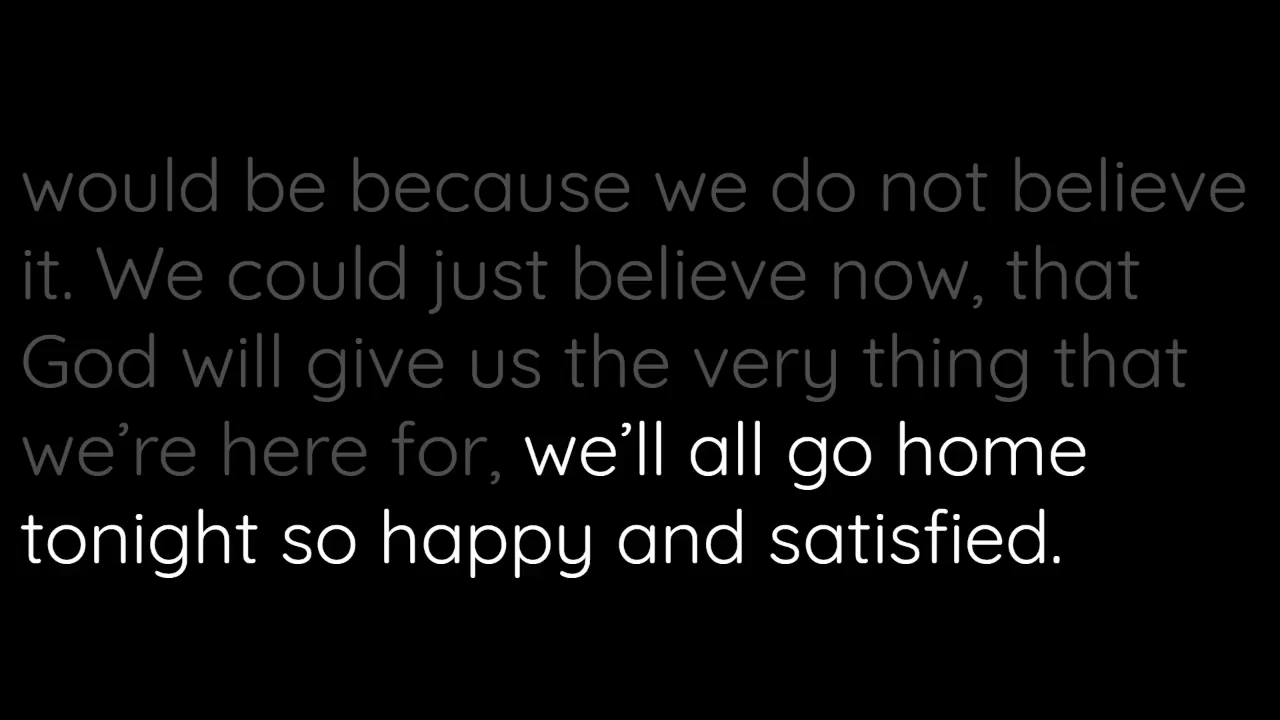 would be because we do not believe
it. We could just believe now, that
God will give us the very thing that
we’re here for, we’ll all go home
tonight so happy and satisfied.